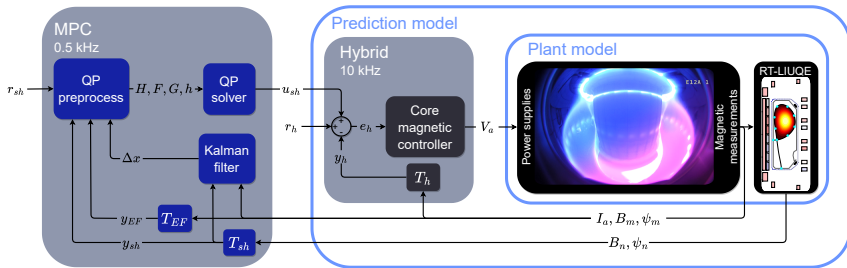 MPC
0.5 kHz
QP
preprocess
QP
solver
Kalman
filter
r_sh
H, F, G, h
u_sh
Δx
y_EF
T_EF
y_sh
T_sh
Prediction model
Hybrid
10 kHz
r_h
+
-
e_h
y_h
Core
magnetic
controller
T_h
V_a
Plant model
Power supplies
E12A 1
Magnetic
measurements
RT-LIUQE
I_a, B_m, ψ_m
B_n, ψ_n